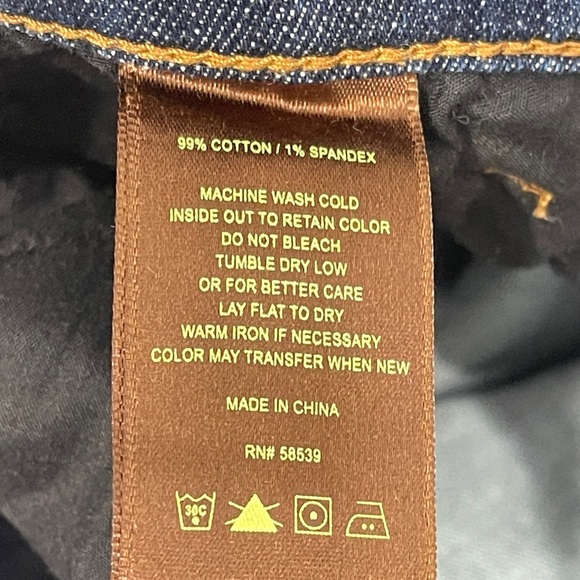 99% COTTON / 1% SPANDEX
MACHINE WASH COLD
INSIDE OUT TO RETAIN COLOR
DO NOT BLEACH
TUMBLE DRY LOW
OR FOR BETTER CARE
LAY FLAT TO DRY
WARM IRON IF NECESSARY
COLOR MAY TRANSFER WHEN NEW
MADE IN CHINA
RN# 58539
30C